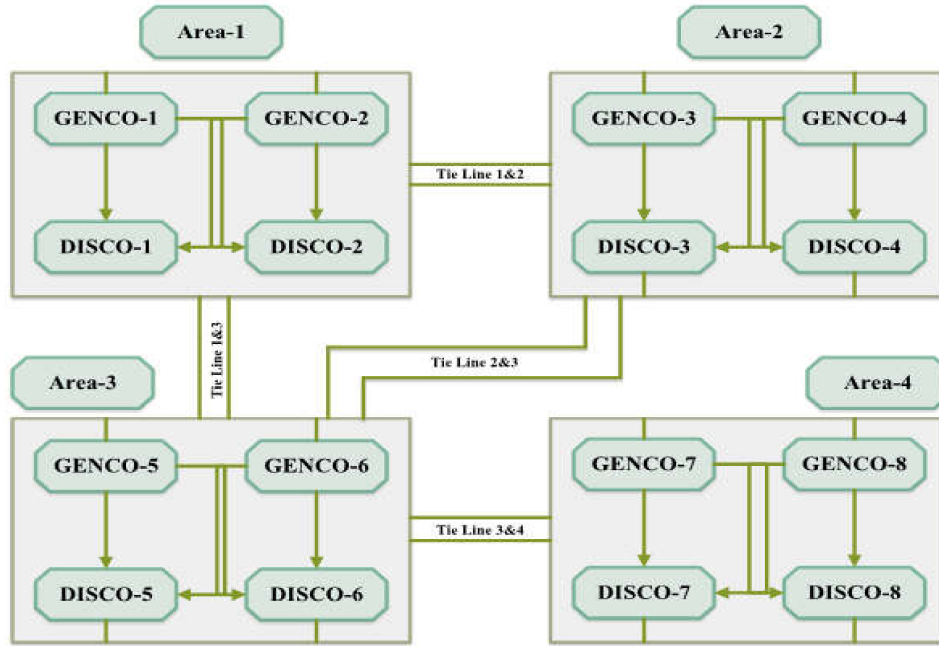 Area-1
Area-2
GENCO-1
GENCO-2
GENCO-3
GENCO-4
Tie Line 1&2
DISCO-1
DISCO-2
DISCO-3
DISCO-4
Tie Line 1&3
Tie Line 2&3
Area-3
Area-4
GENCO-5
GENCO-6
GENCO-7
GENCO-8
Tie Line 3&4
DISCO-5
DISCO-6
DISCO-7
DISCO-8